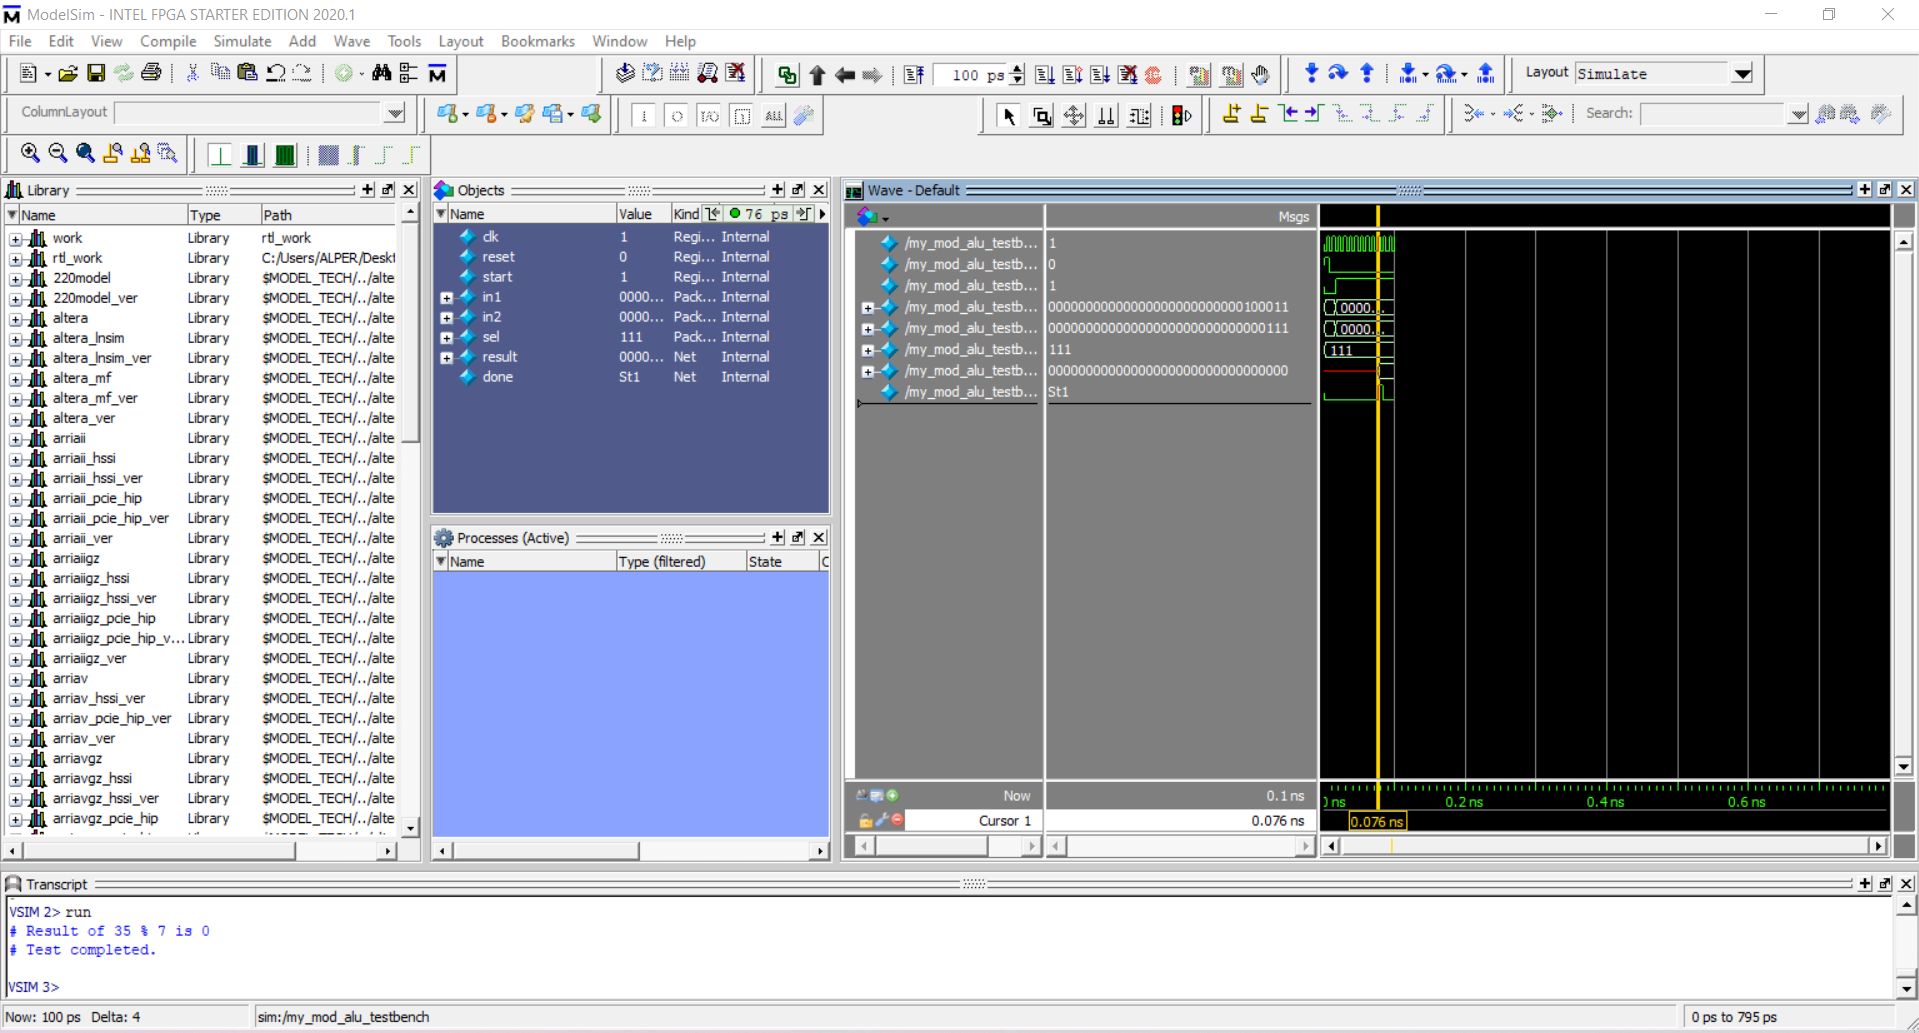 ModelSim - INTEL FPGA STARTER EDITION 2020.1
File Edit View Compile Simulate Add Wave Tools Layout Bookmarks Window Help
100 ps
Layout Simulate
ColumnLayout
ALL
Search:
Library
Name Type Path
work Library rtl_work
rtl_work Library C:/Users/ALPER/Deskt
220model Library $MODEL_TECH/../alte
220model_ver Library $MODEL_TECH/../alte
altera Library $MODEL_TECH/../alte
altera_lnsim Library $MODEL_TECH/../alte
altera_lnsim_ver Library $MODEL_TECH/../alte
altera_mf Library $MODEL_TECH/../alte
altera_mf_ver Library $MODEL_TECH/../alte
altera_ver Library $MODEL_TECH/../alte
arriaii Library $MODEL_TECH/../alte
arriaii_hssi Library $MODEL_TECH/../alte
arriaii_hssi_ver Library $MODEL_TECH/../alte
arriaii_pcie_hip Library $MODEL_TECH/../alte
arriaii_pcie_hip_ver Library $MODEL_TECH/../alte
arriaii_ver Library $MODEL_TECH/../alte
arriaiigz Library $MODEL_TECH/../alte
arriaiigz_hssi Library $MODEL_TECH/../alte
arriaiigz_hssi_ver Library $MODEL_TECH/../alte
arriaiigz_pcie_hip Library $MODEL_TECH/../alte
arriaiigz_pcie_hip_v... Library $MODEL_TECH/../alte
arriaiigz_ver Library $MODEL_TECH/../alte
arriav Library $MODEL_TECH/../alte
arriav_hssi_ver Library $MODEL_TECH/../alte
arriav_pcie_hip_ver Library $MODEL_TECH/../alte
arriav_ver Library $MODEL_TECH/../alte
arriavgz Library $MODEL_TECH/../alte
arriavgz_hssi Library $MODEL_TECH/../alte
arriavgz_hssi_ver Library $MODEL_TECH/../alte
arriavgz_pcie_hip Library $MODEL_TECH/../alte
Objects
Name Value Kind 76 ps
clk 1 Regi... Internal
reset 0 Regi... Internal
start 1 Regi... Internal
in1 0000... Pack... Internal
in2 0000... Pack... Internal
sel 111 Pack... Internal
result 0000... Net Internal
done St1 Net Internal
Processes (Active)
Name Type (filtered) State C
Wave - Default
Msgs
/my_mod_alu_testb... 1
/my_mod_alu_testb... 0
/my_mod_alu_testb... 1
/my_mod_alu_testb... 00000000000000000000000000100011 0000...
/my_mod_alu_testb... 00000000000000000000000000000111 0000...
/my_mod_alu_testb... 111 111
/my_mod_alu_testb... 00000000000000000000000000000000
/my_mod_alu_testb... St1
Now 0.1 ns ns 0.2 ns 0.4 ns 0.6 ns
Cursor 1 0.076 ns 0.076 ns
Transcript
VSIM 2> run
# Result of 35 % 7 is 0
# Test completed.
VSIM 3>
Now: 100 ps Delta: 4 sim:/my_mod_alu_testbench 0 ps to 795 ps